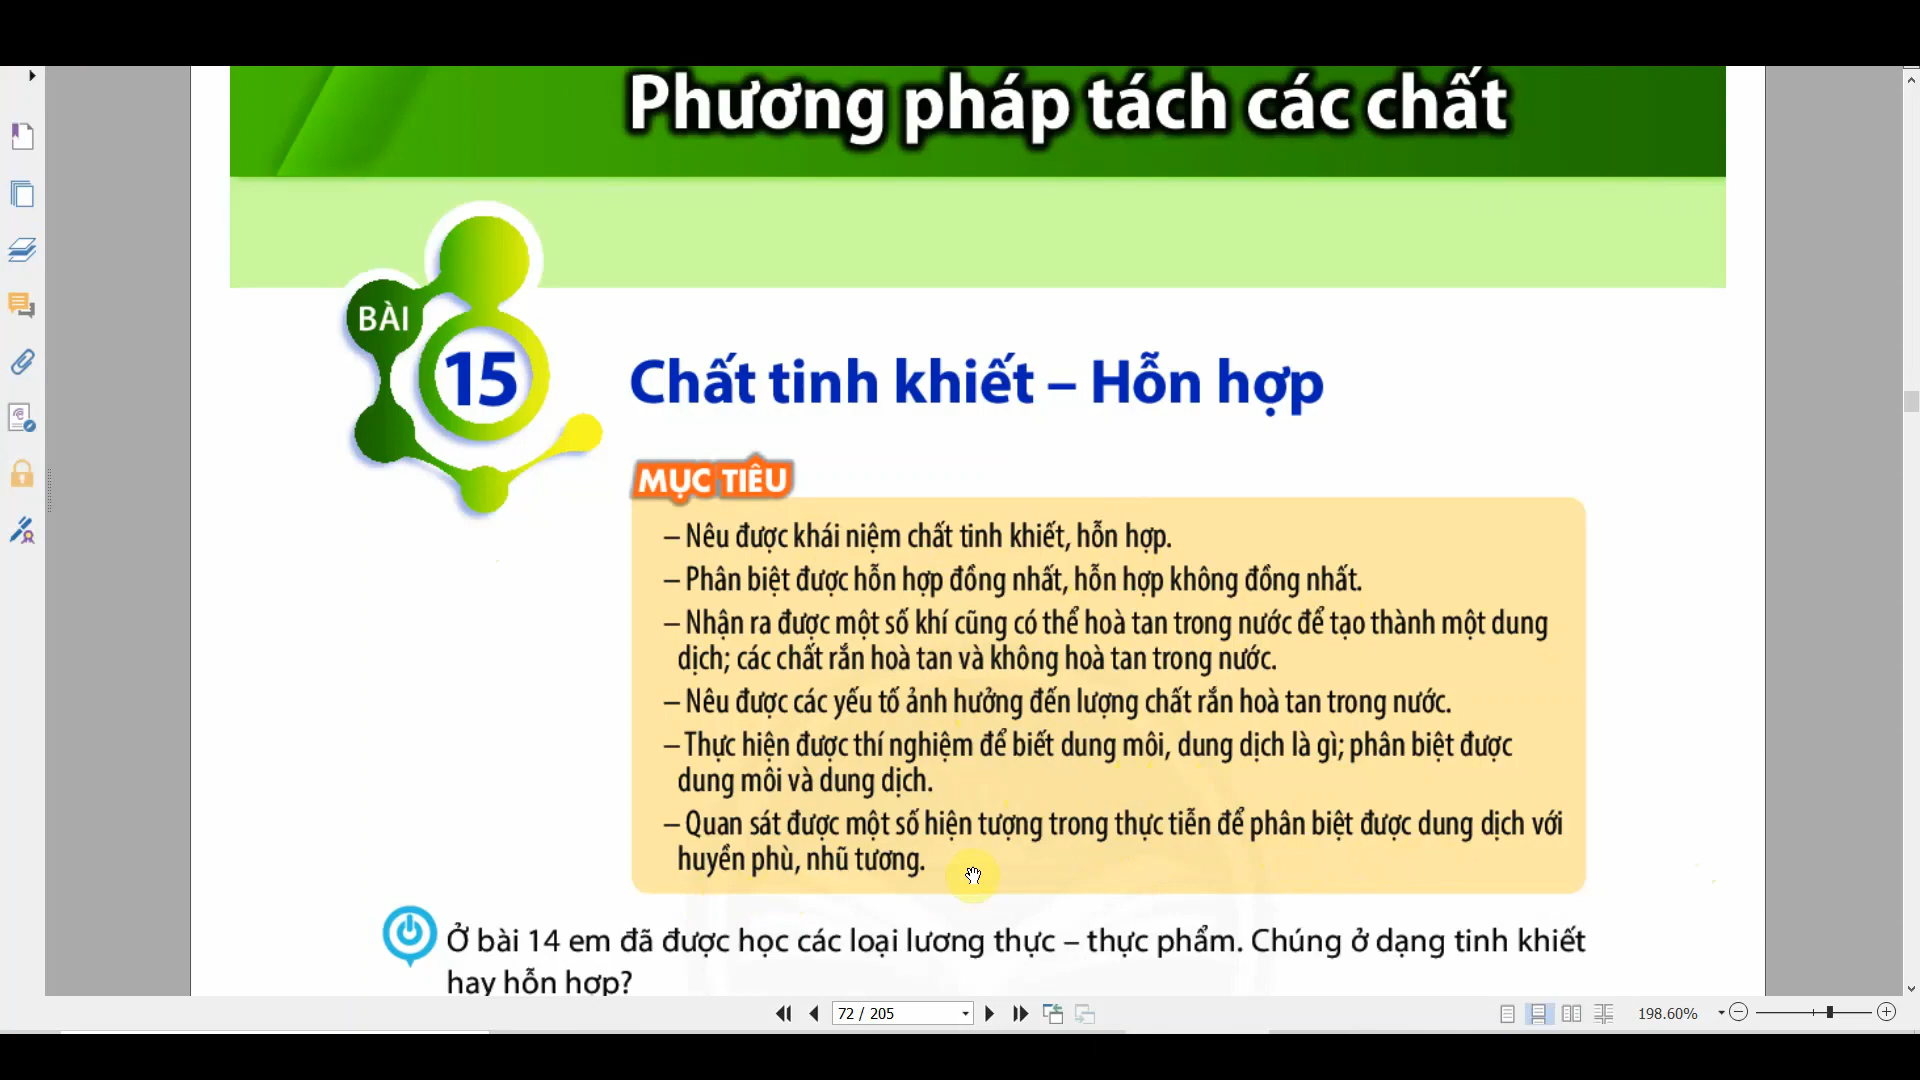 Phương pháp tách các chất
BÀI
15
Chất tinh khiết – Hỗn hợp
MỤC TIÊU
– Nêu được khái niệm chất tinh khiết, hỗn hợp.
– Phân biệt được hỗn hợp đồng nhất, hỗn hợp không đồng nhất.
– Nhận ra được một số khí cũng có thể hoà tan trong nước để tạo thành một dung
dịch; các chất rắn hoà tan và không hoà tan trong nước.
– Nêu được các yếu tố ảnh hưởng đến lượng chất rắn hoà tan trong nước.
– Thực hiện được thí nghiệm để biết dung môi, dung dịch là gì; phân biệt được
dung môi và dung dịch.
– Quan sát được một số hiện tượng trong thực tiễn để phân biệt được dung dịch với
huyền phù, nhũ tương.
Ở bài 14 em đã được học các loại lương thực – thực phẩm. Chúng ở dạng tinh khiết
hay hỗn hợp?
72 / 205
198.60%